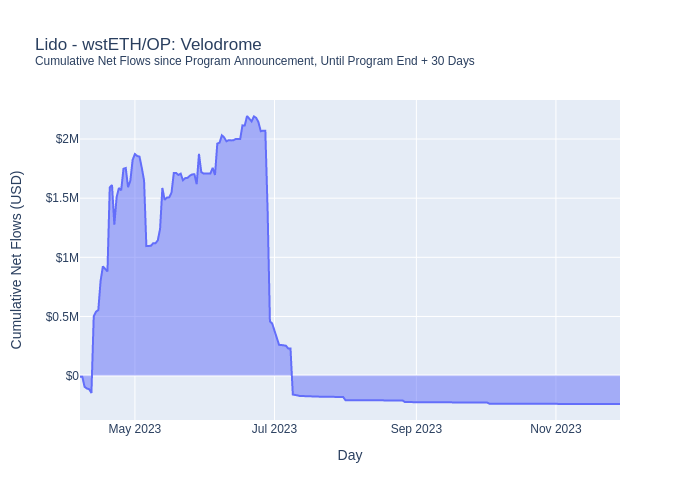 Lido - wstETH/OP: Velodrome
Cumulative Net Flows since Program Announcement, Until Program End + 30 Days
Cumulative Net Flows (USD)
$2M
$1.5M
$1M
$0.5M
$0
May 2023
Jul 2023
Sep 2023
Nov 2023
Day